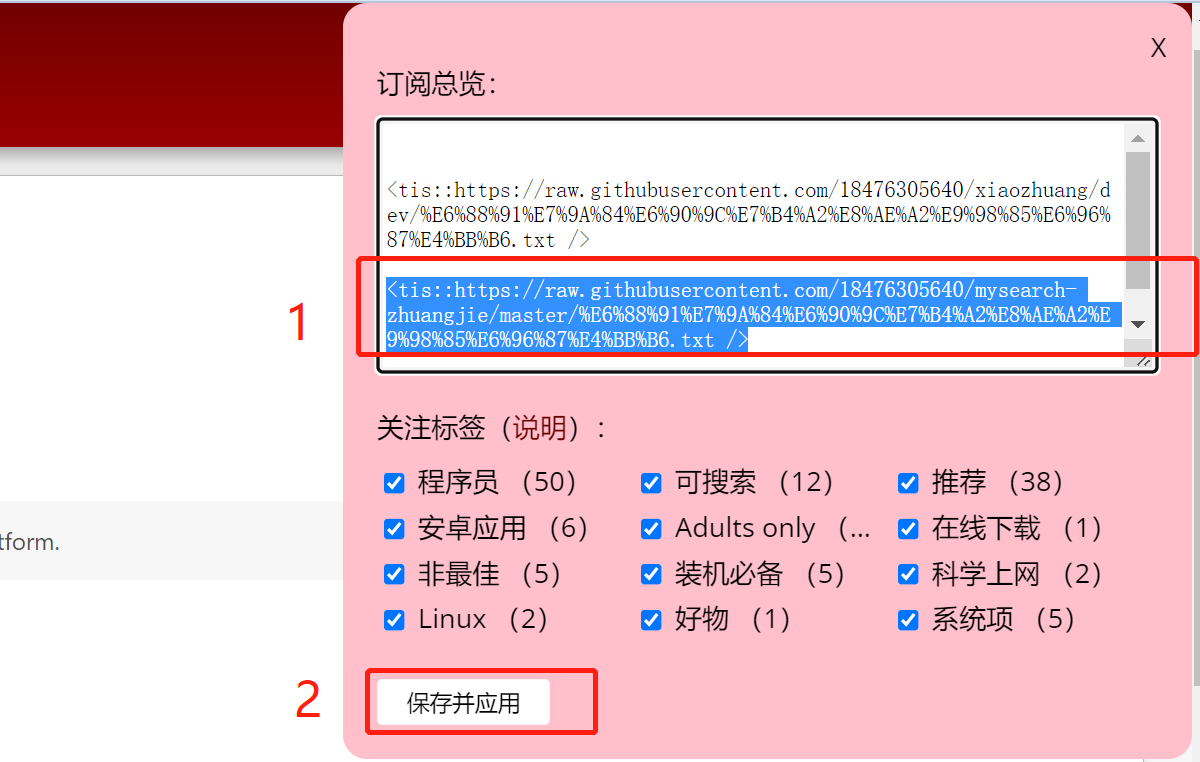 X
订阅总览：
<tis::https://raw.githubusercontent.com/18476305640/xiaozhuang/d
ev/%E6%88%91%E7%9A%84%E6%90%9C%E7%B4%A2%E8%AE%A2%E9%98%85%E6%96%
87%E4%BB%B6.txt />
<tis::https://raw.githubusercontent.com/18476305640/mysearch-
zhuangjie/master/%E6%88%91%E7%9A%84%E6%90%9C%E7%B4%A2%E8%AE%A2%E
9%98%85%E6%96%87%E4%BB%B6.txt />
1
关注标签（说明）：
程序员 （50） 可搜索 （12） 推荐 （38）
安卓应用 （6） Adults only （... 在线下载 （1）
tform.
非最佳 （5） 装机必备 （5） 科学上网 （2）
Linux （2） 好物 （1） 系统项 （5）
2
保存并应用